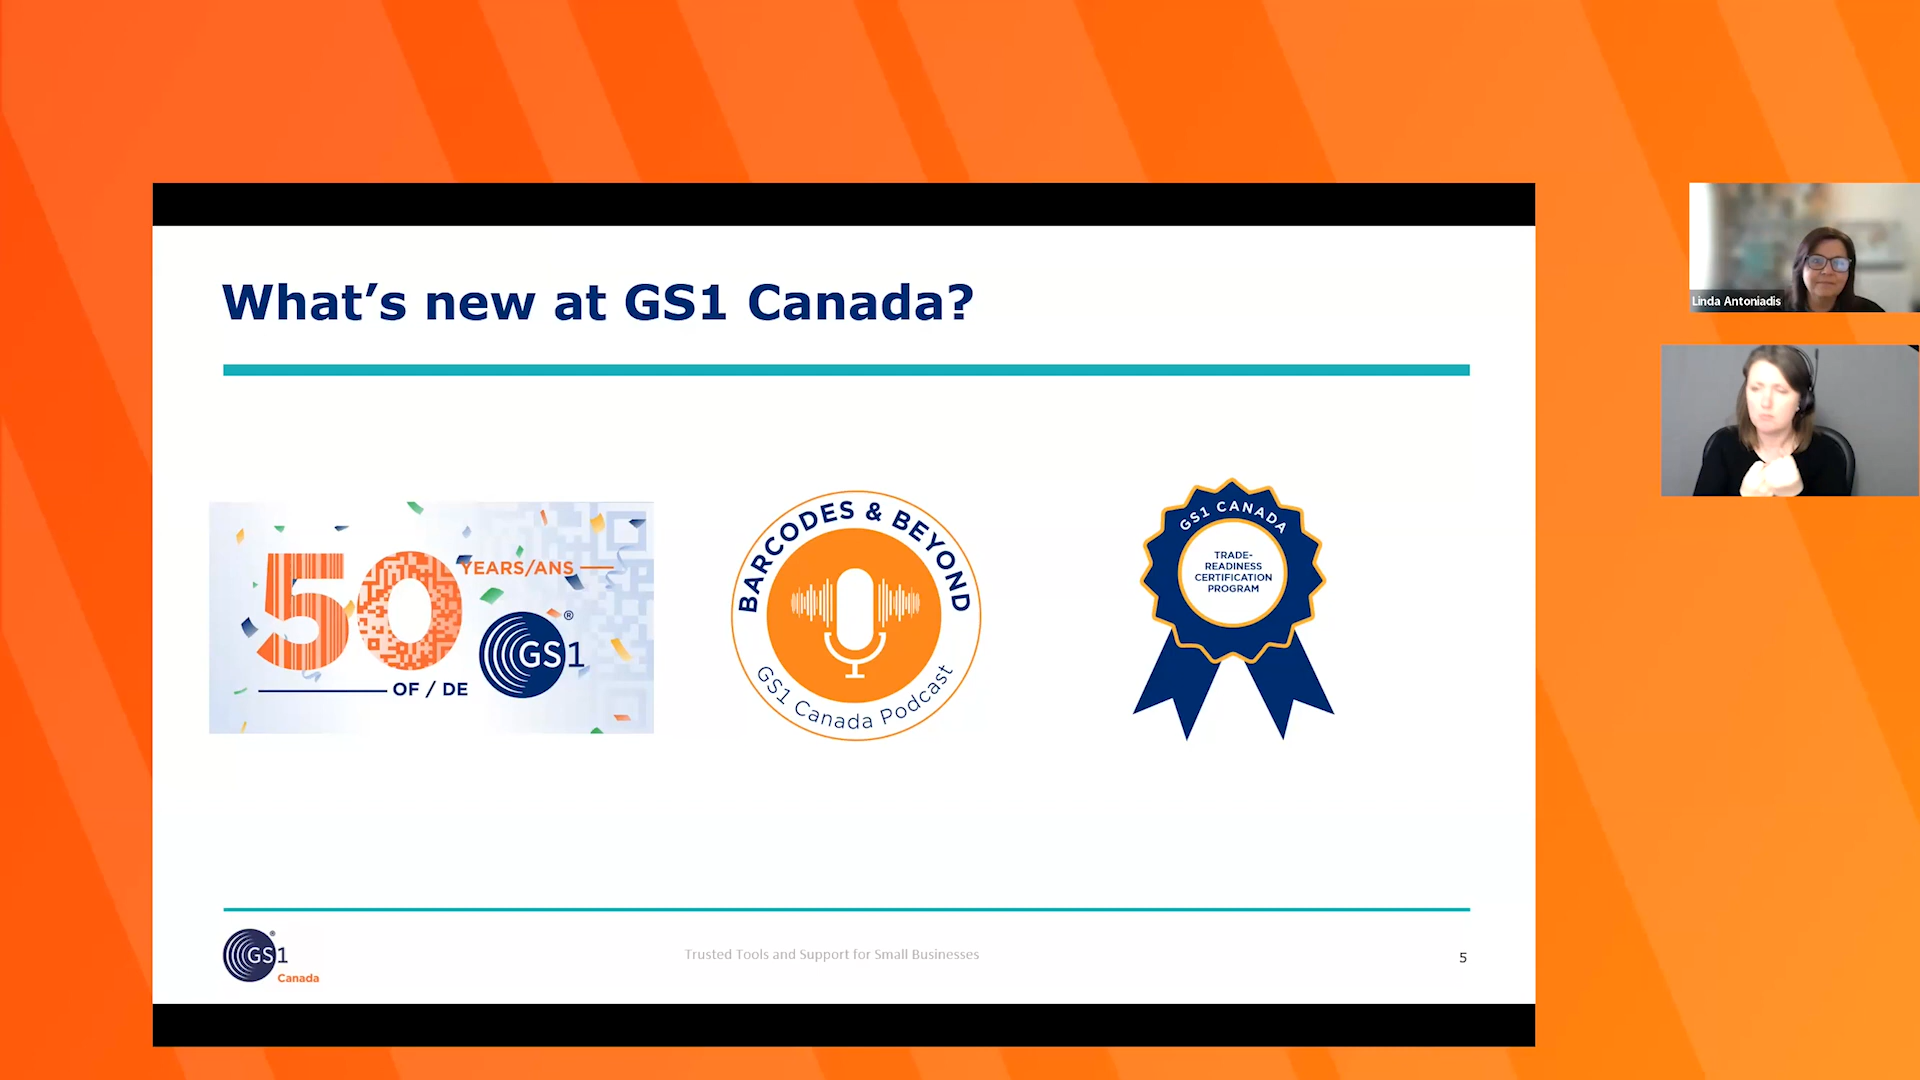 What's new at GS1 Canada?
50
YEARS/ANS
OF / DE
GS1®
BARCODES & BEYOND
GS1 Canada Podcast
GS1 CANADA
TRADE-
READINESS
CERTIFICATION
PROGRAM
GS1®
Canada
Trusted Tools and Support for Small Businesses
5
Linda Antoniadis